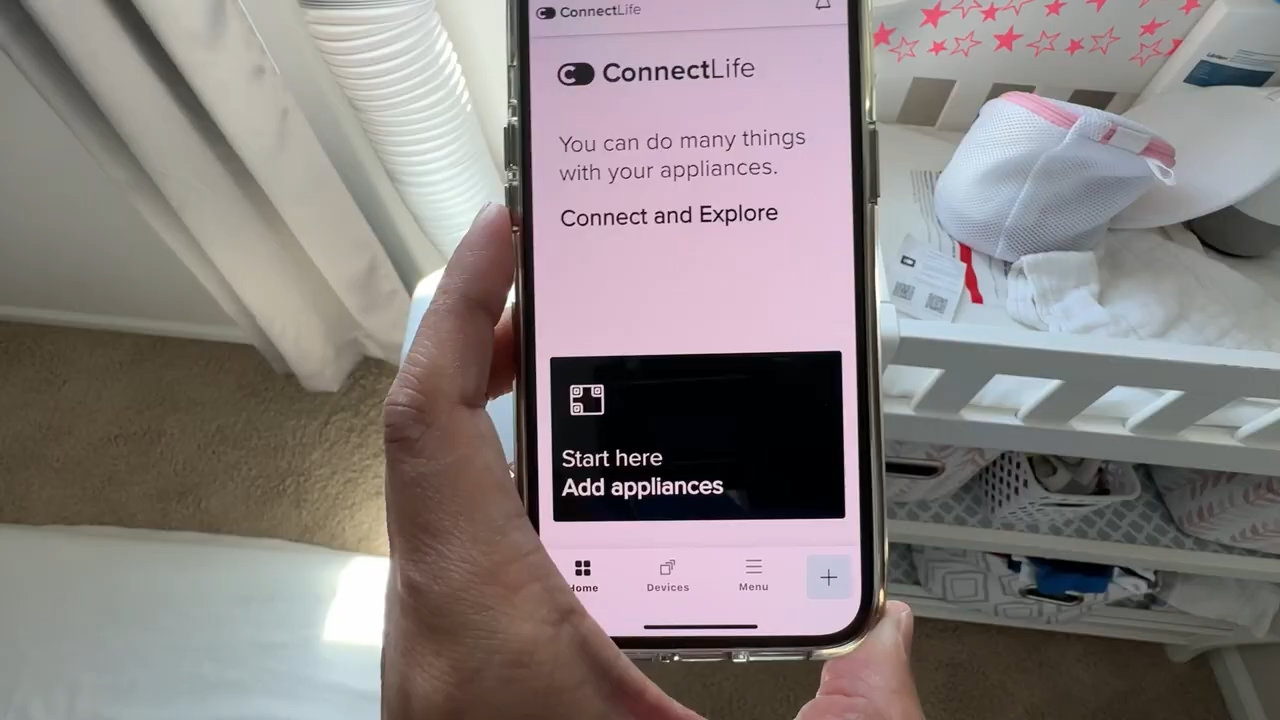 ConnectLife
ConnectLife
You can do many things
with your appliances.
Connect and Explore
Start here
Add appliances
Home
Devices
Menu